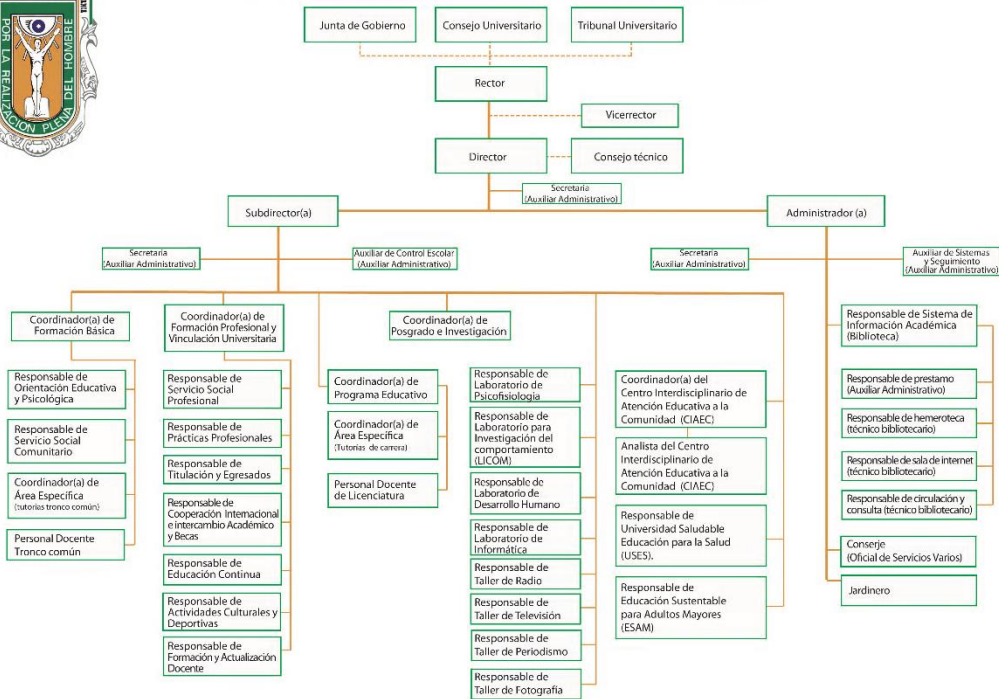 POR LA REALIZACION PLENA DEL HOMBRE
Junta de Gobierno
Consejo Universitario
Tribunal Universitario
Rector
Vicerrector
Director
Consejo técnico
Secretaria
(Auxiliar Administrativo)
Subdirector(a)
Administrador (a)
Secretaria
(Auxiliar Administrativo)
Auxiliar de Control Escolar
(Auxiliar Administrativo)
Secretaria
(Auxiliar Administrativo)
Auxiliar de Sistemas
y Seguimiento
(Auxiliar Administrativo)
Coordinador(a) de
Formación Básica
Responsable de
Orientación Educativa
y Psicológica
Responsable de
Servicio Social
Comunitario
Coordinador(a) de
Área Específica
(tutorias tronco común)
Personal Docente
Tronco común
Coordinador(a) de
Formación Profesional y
Vinculación Universitaria
Responsable de
Servicio Social
Profesional
Responsable de
Prácticas Profesionales
Responsable de
Titulación y Egresados
Responsable de
Cooperación Internacional
e intercambio Académico
y Becas
Responsable de
Educación Continua
Responsable de
Actividades Culturales y
Deportivas
Responsable de
Formación y Actualización
Docente
Coordinador(a) de
Programa Educativo
Coordinador(a) de
Área Específica
(Tutorías de carrera)
Personal Docente
de Licenciatura
Coordinador(a) de
Posgrado e Investigación
Responsable de
Laboratorio de
Psicofisiología
Responsable de
Laboratorio para
Investigación del
comportamiento
(LICOM)
Responsable de
Laboratorio de
Desarrollo Humano
Responsable de
Laboratorio de
Informática
Responsable de
Taller de Radio
Responsable de
Taller de Televisión
Responsable de
Taller de Periodismo
Responsable de
Taller de Fotografía
Coordinador(a) del
Centro Interdisciplinario de
Atención Educativa a la
Comunidad (CIAEC)
Analista del Centro
Interdisciplinario de
Atención Educativa a la
Comunidad (CIAEC)
Responsable de
Universidad Saludable
Educación para la Salud
(USES).
Responsable de
Educación Sustentable
para Adultos Mayores
(ESAM)
Responsable de Sistema de
Información Académica
(Biblioteca)
Responsable de prestamo
(Auxiliar Administrativo)
Responsable de hemeroteca
(técnico bibliotecario)
Responsable de sala de internet
(técnico bibliotecario)
Responsable de circulación y
consulta (técnico bibliotecario)
Conserje
(Oficial de Servicios Varios)
Jardinero